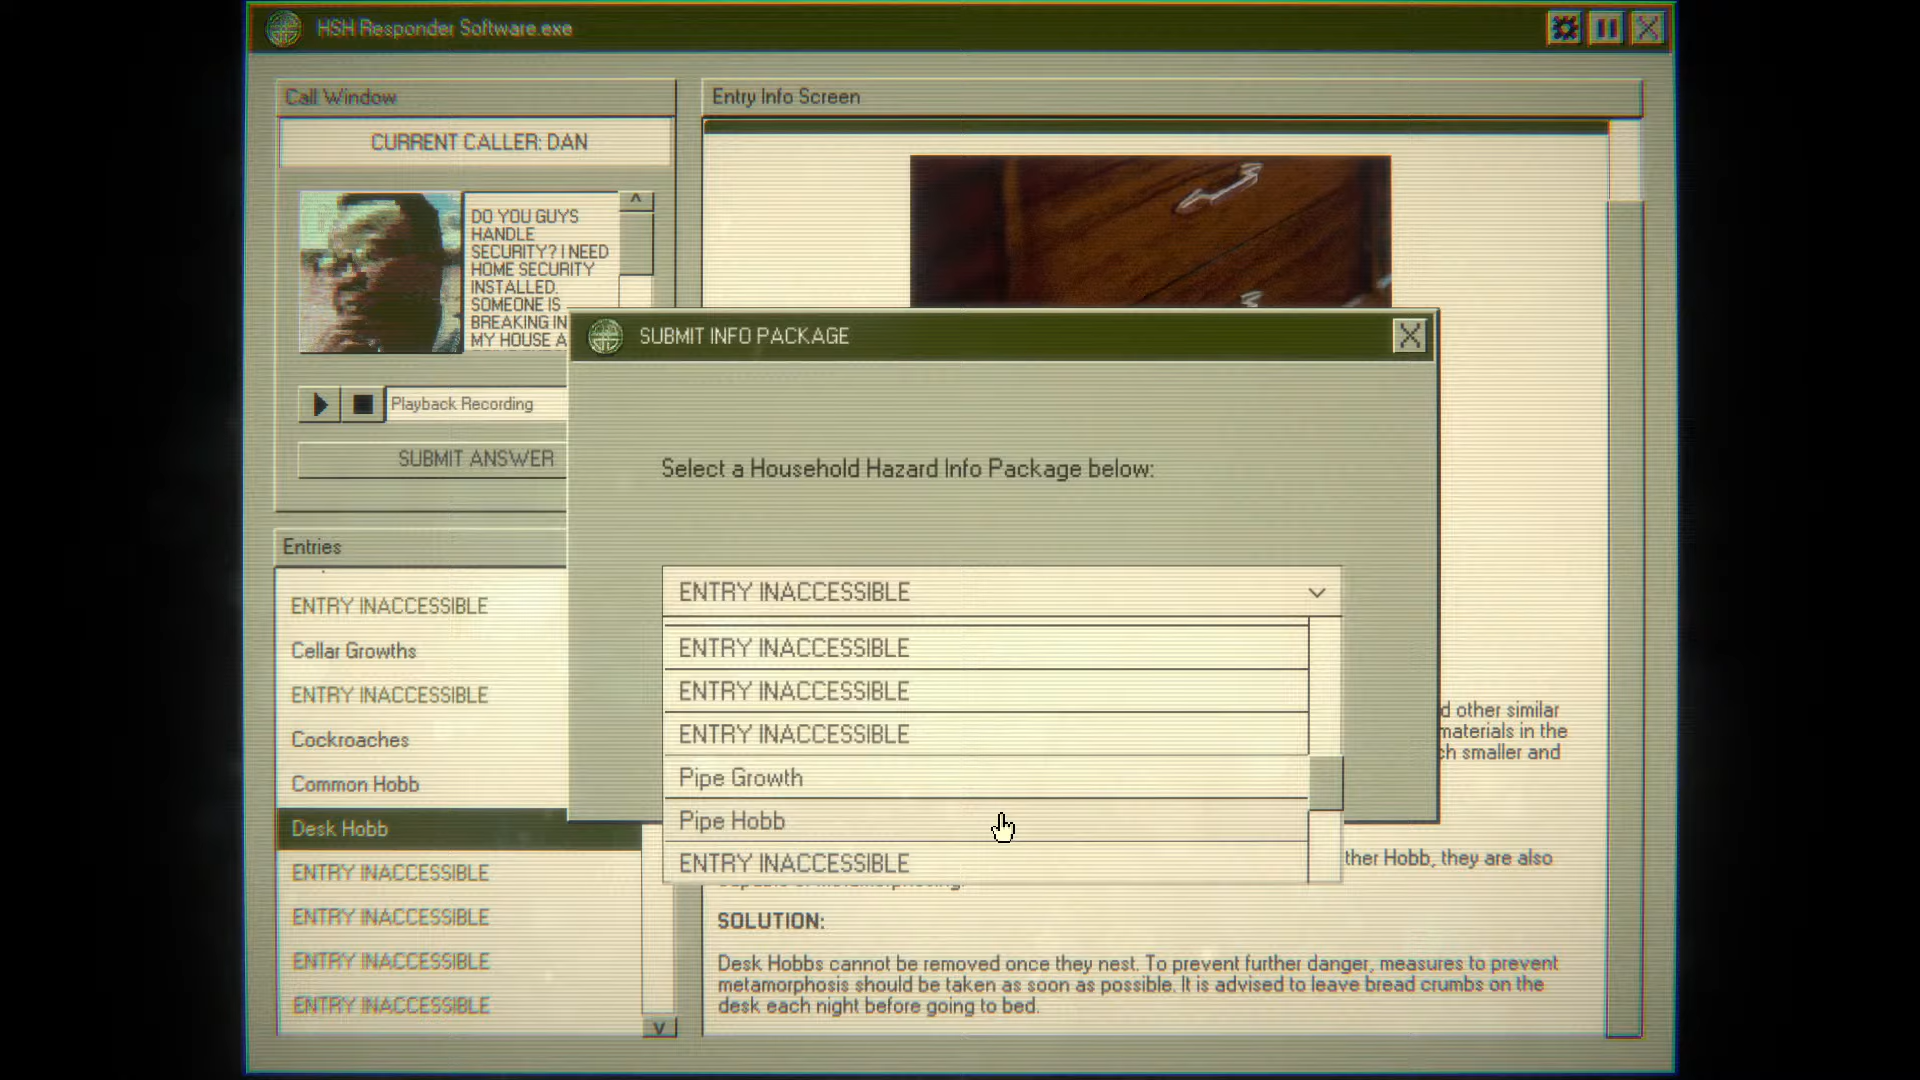 HSH Responder Software.exe
Call Window
CURRENT CALLER: DAN
DO YOU GUYS
HANDLE
SECURITY? I NEED
HOME SECURITY
INSTALLED.
SOMEONE IS
BREAKING IN
MY HOUSE A
Playback Recording
SUBMIT ANSWER
Entries
ENTRY INACCESSIBLE
Cellar Growths
ENTRY INACCESSIBLE
Cockroaches
Common Hobb
Desk Hobb
ENTRY INACCESSIBLE
ENTRY INACCESSIBLE
ENTRY INACCESSIBLE
ENTRY INACCESSIBLE
Entry Info Screen
SUBMIT INFO PACKAGE
Select a Household Hazard Info Package below:
ENTRY INACCESSIBLE
ENTRY INACCESSIBLE
ENTRY INACCESSIBLE
ENTRY INACCESSIBLE
Pipe Growth
Pipe Hobb
ENTRY INACCESSIBLE
d other similar
materials in the
ch smaller and
ther Hobb, they are also
SOLUTION:
Desk Hobbs cannot be removed once they nest. To prevent further danger, measures to prevent
metamorphosis should be taken as soon as possible. It is advised to leave bread crumbs on the
desk each night before going to bed.